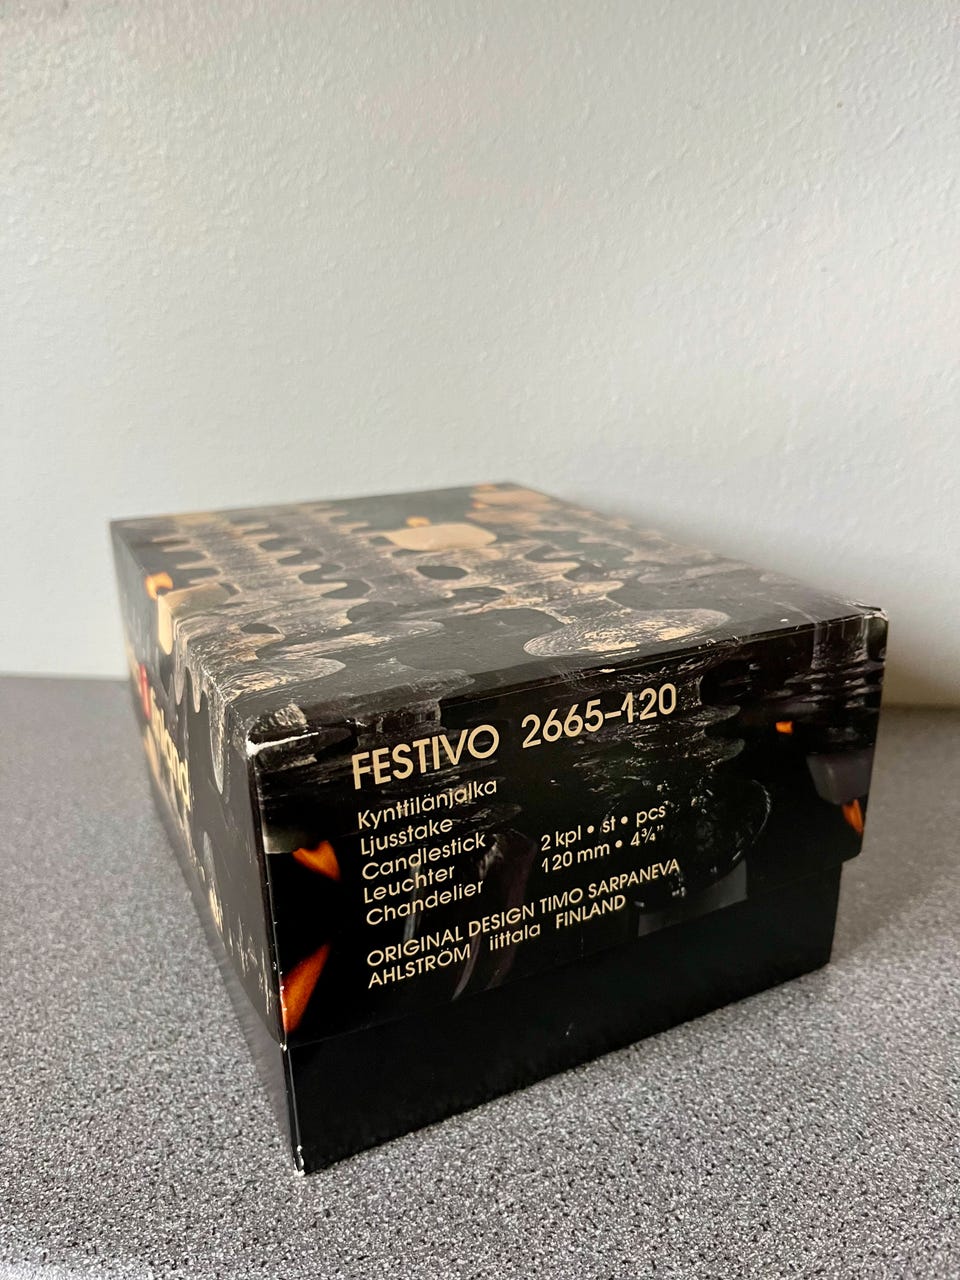 FESTIVO 2665-120
Kynttilänjalka
Ljusstake
Candlestick 2 kpl • st • pcs
Leuchter 120 mm • 4¾"
Chandelier
ORIGINAL DESIGN TIMO SARPANEVA
AHLSTRÖM iittala FINLAND